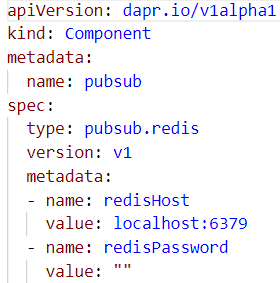 apiVersion: dapr.io/v1alpha1
kind: Component
metadata:
  name: pubsub
spec:
  type: pubsub.redis
  version: v1
  metadata:
  - name: redisHost
    value: localhost:6379
  - name: redisPassword
    value: ""